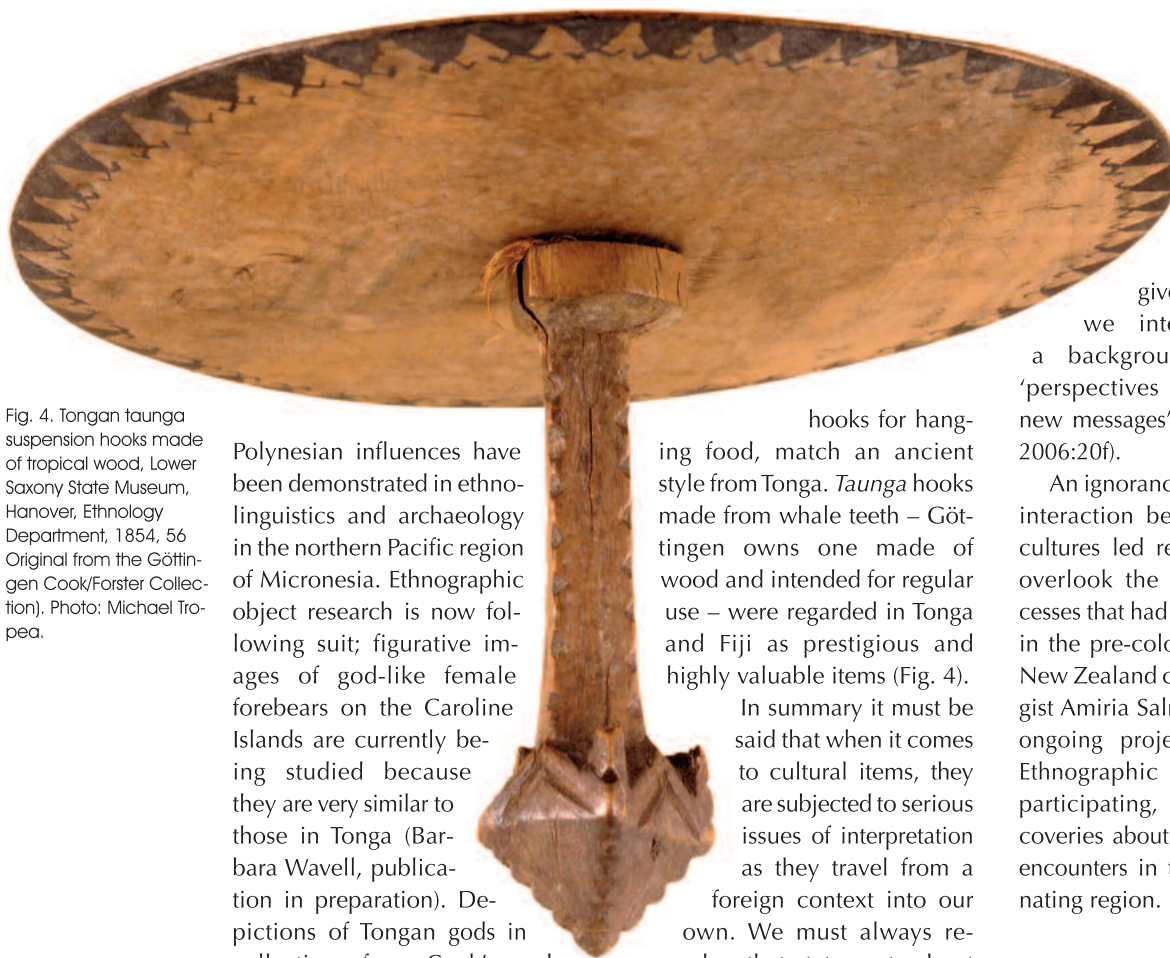 Fig. 4. Tongan taunga
suspension hooks made
of tropical wood, Lower
Saxony State Museum,
Hanover, Ethnology
Department, 1854, 56
Original from the Göttin-
gen Cook/Forster Collec-
tion). Photo: Michael Tro-
pea.
Polynesian influences have
been demonstrated in ethno-
linguistics and archaeology
in the northern Pacific region
of Micronesia. Ethnographic
object research is now fol-
lowing suit; figurative im-
ages of god-like female
forebears on the Caroline
Islands are currently be-
ing studied because
they are very similar to
those in Tonga (Bar-
bara Wavell, publica-
tion in preparation). De-
pictions of Tongan gods in
hooks for hang-
ing food, match an ancient
style from Tonga. Taunga hooks
made from whale teeth – Göt-
tingen owns one made of
wood and intended for regular
use – were regarded in Tonga
and Fiji as prestigious and
highly valuable items (Fig. 4).
In summary it must be
said that when it comes
to cultural items, they
are subjected to serious
issues of interpretation
as they travel from a
foreign context into our
own. We must always re-
we
a
‘perspectives
new messages’
2006:20f).
An
interaction
cultures led
overlook the
cesses that had
in the
New Zealand
gist Amiria
ongoing
Ethnographic
participating,
coveries about
encounters in
nating region.